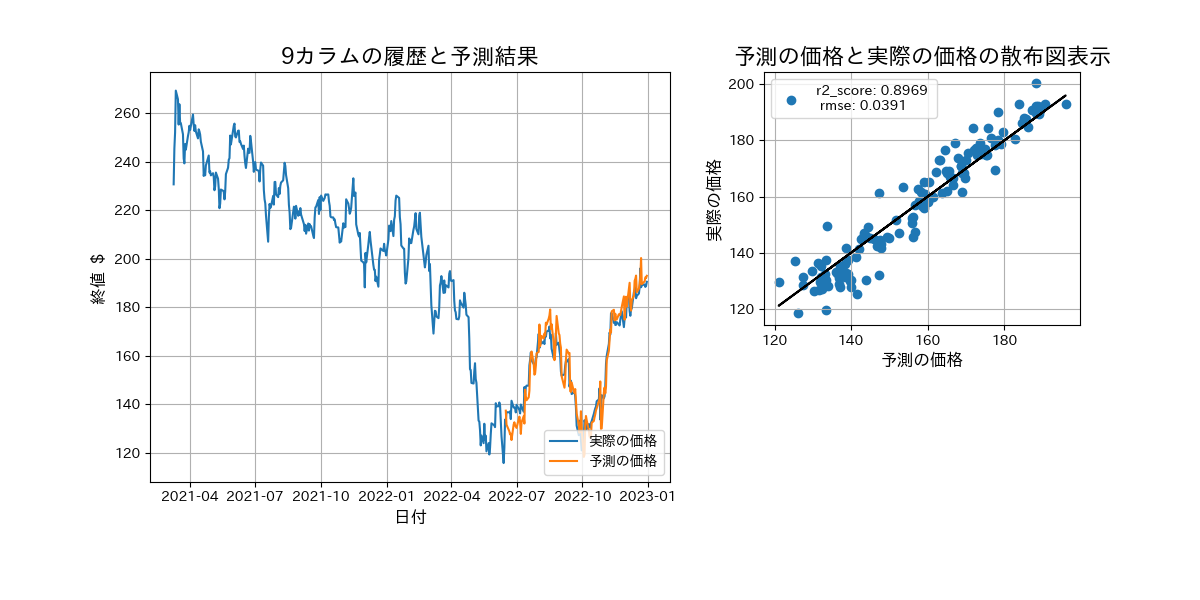 9カラムの履歴と予測結果
終値 $
260
240
220
200
180
160
140
120
2021-04 2021-07 2021-10 2022-01 2022-04 2022-07 2022-10 2023-01
日付
実際の価格
予測の価格
予測の価格と実際の価格の散布図表示
実際の価格
200
180
160
140
120
r2_score: 0.8969
rmse: 0.0391
120 140 160 180
予測の価格